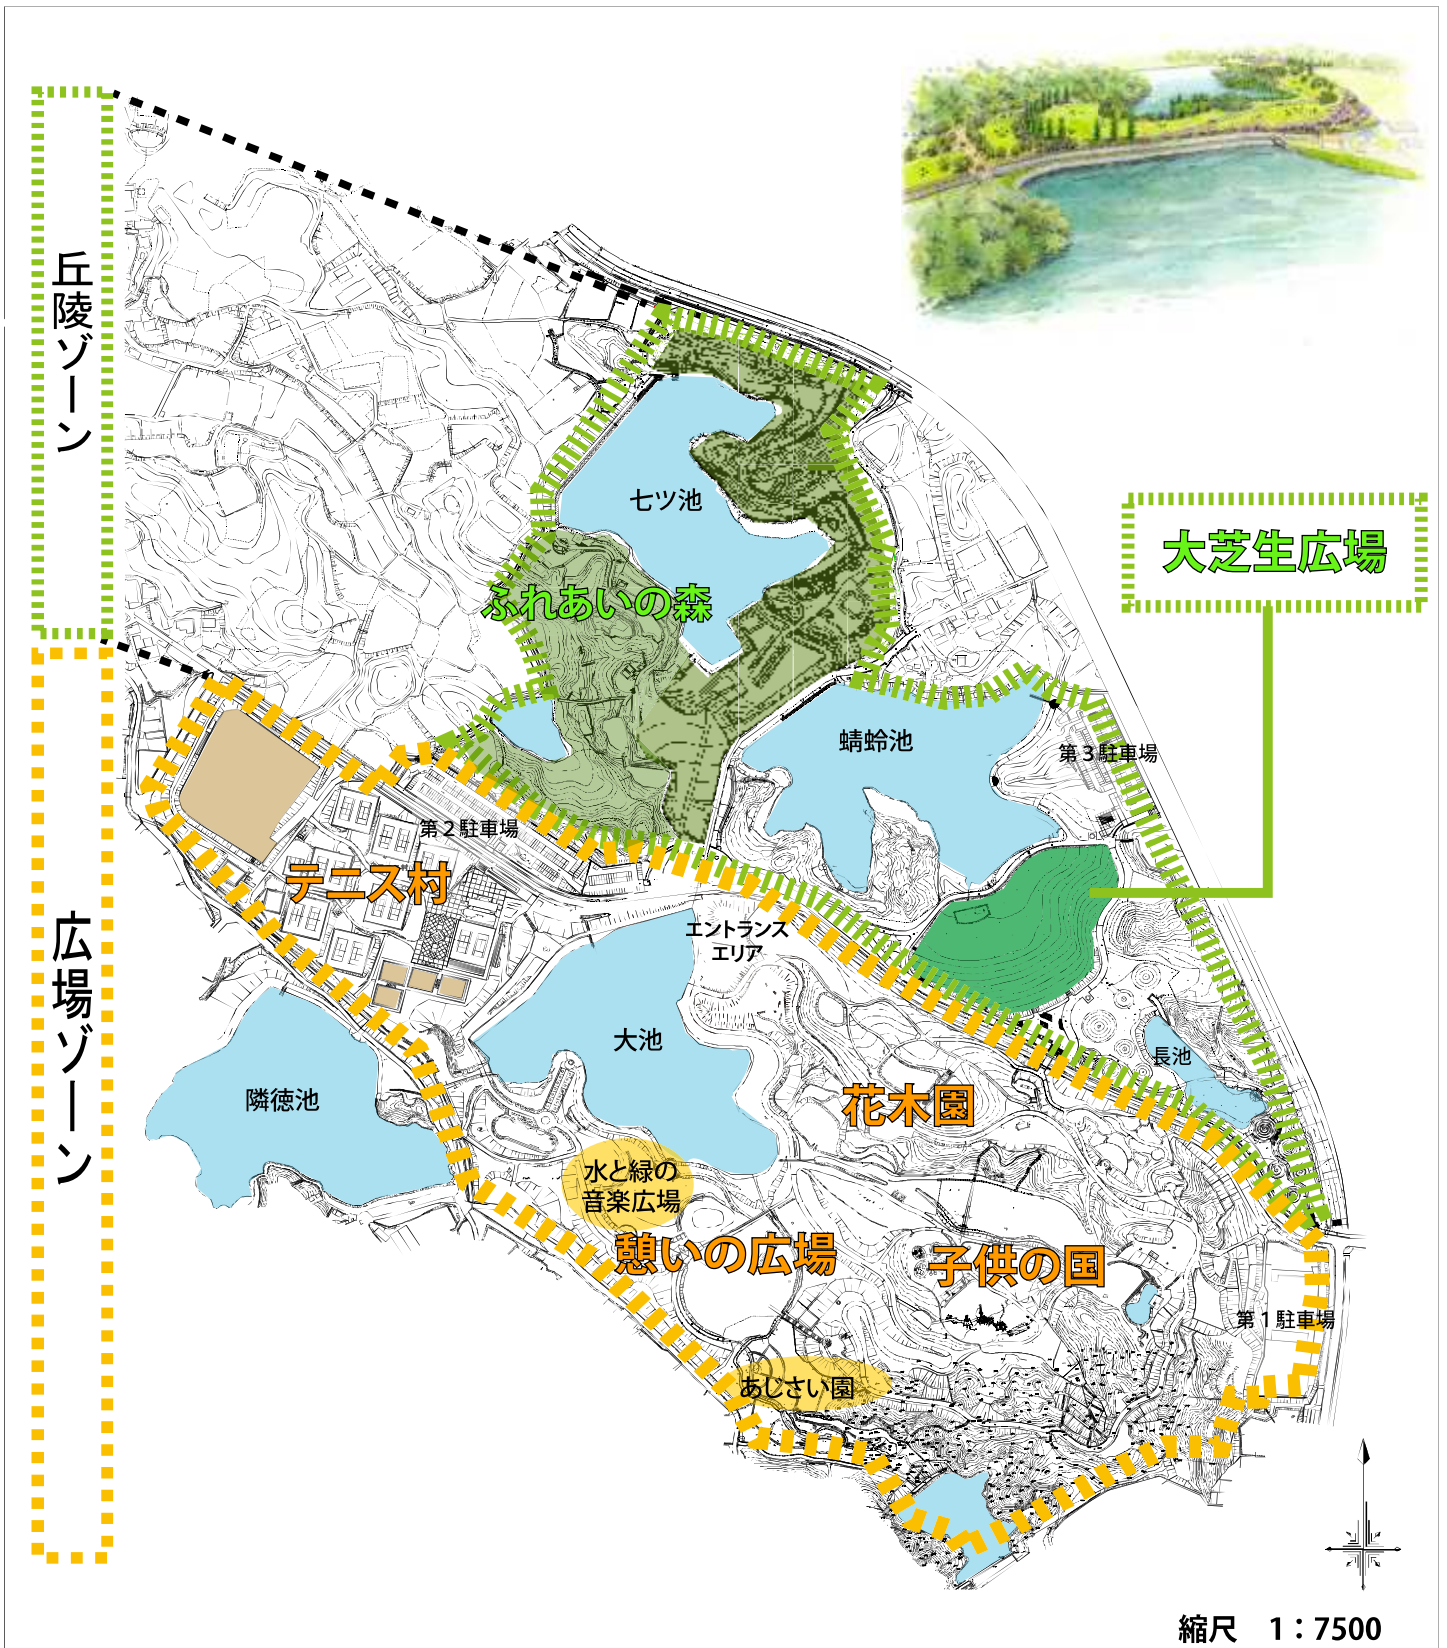 丘陵ゾーン
七ツ池
大芝生広場
ふれあいの森
蜻蛉池
第３駐車場
第２駐車場
テニス村
エントランス
エリア
広場ゾーン
大池
長池
隣徳池
花木園
水と緑の
音楽広場
憩いの広場
子供の国
第１駐車場
あじさい園
縮尺　1：7500